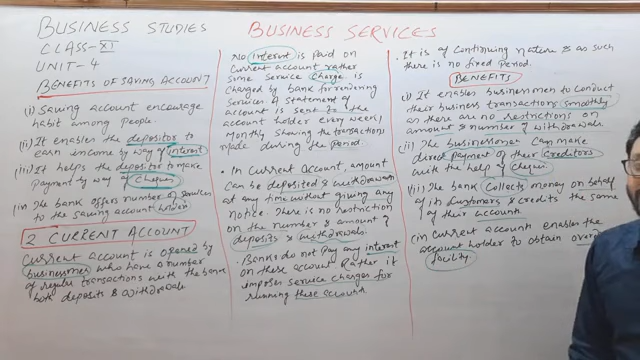 BUSINESS STUDIES
CLASS-XI
UNIT-4
BENEFITS OF SAVING ACCOUNT
(i) Saving account encourage
habit among people.
(ii) It enables the depositor to
earn income by way of interest
(iii) It helps the depositor to make
Payment by way of Cheques
(iv The Bank offers number of Services
to the saving account holder
2 CURRENT ACCOUNT
Current account is opened by
businessmen who have a number
of regular transactions with the bank
both deposits & withdrawals
BUSINESS SERVICES
No interest is paid on
Current account rather
Some Service Charge is
Charged by bank for rendering
Services. A statement of
account is sent to the
account holder every week/
Monthly showing the transactions
made during the Period.
• In Current Account, amount
Can be deposited & withdrawn
at any time without giving any
Notice. There is no restriction
on the number & amount of
deposits & withdrawals.
• Banks do not Pay any interest
on these account Rather it
imposes service charges for
running these accounts
• It is of Continuing Nature & as such
there is no fixed Period.
BENEFITS
i) It enables businessmen to conduct
their business transactions smoothly
as there are no restrictions on
amount & number of withdrawals
(ii) The businessmen Can make
direct payment of their Creditors
with the help of Cheques
(iii) The bank Collects money on behalf
of its Customers & credits the same
of their account.
(iv Current accounts enables the
account holder to obtain
facility.